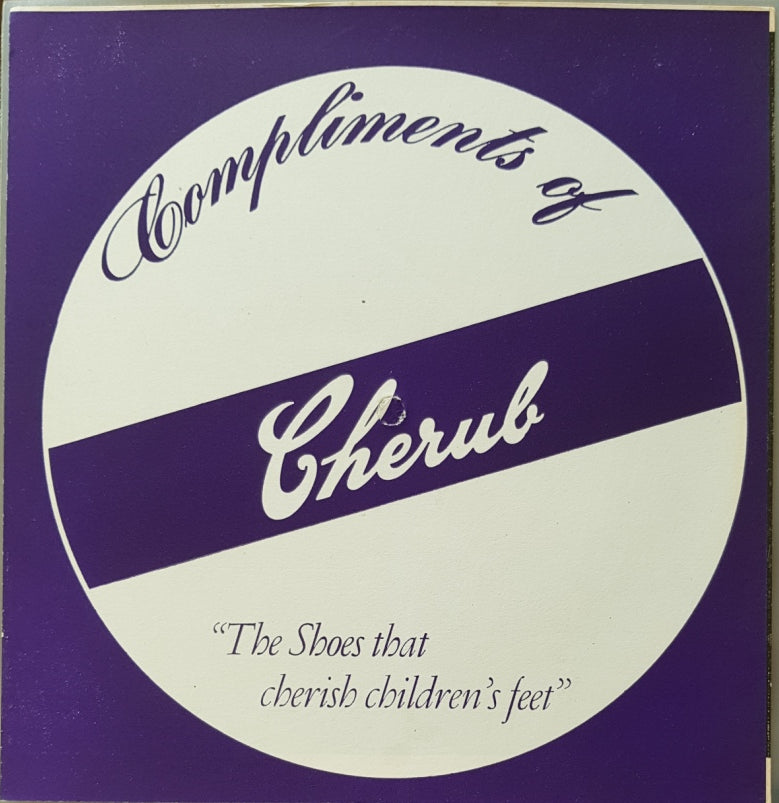 Compliments of
Cherub
“The Shoes that
cherish children’s feet”